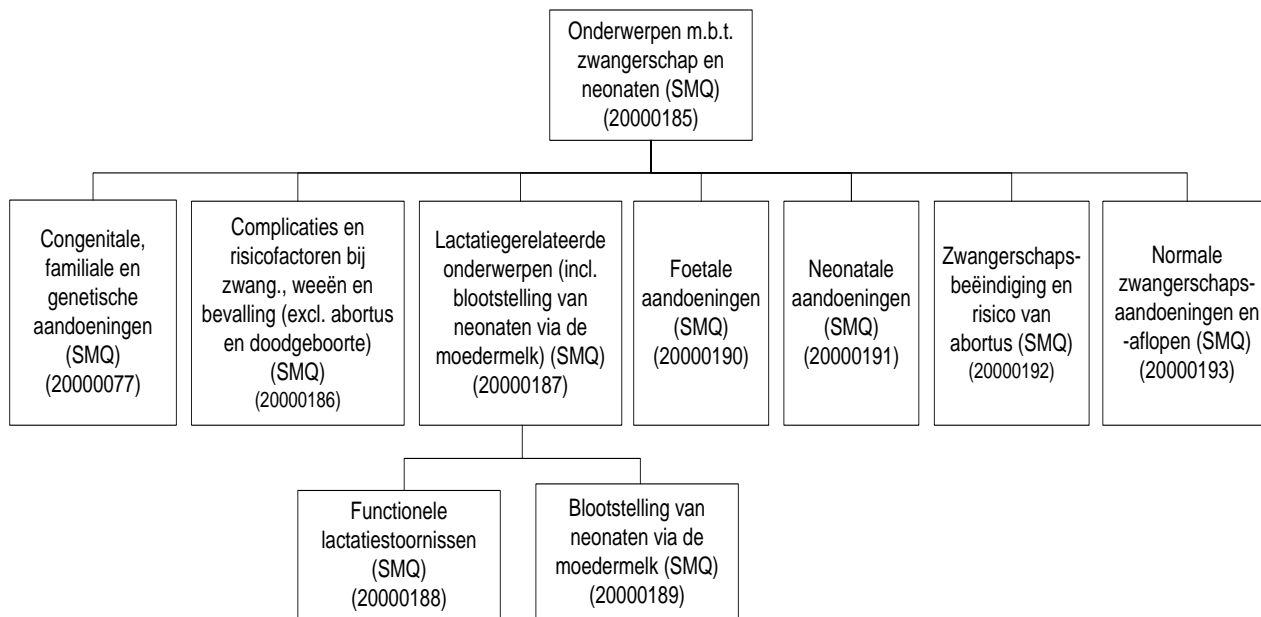 Onderwerpen m.b.t.
zwangerschap en
neonaten (SMQ)
(20000185)
Congenitale,
familiale en
genetische
aandoeningen
(SMQ)
(20000077)
Complicaties en
risicofactoren bij
zwang., weeën en
bevalling (excl. abortus
en doodgeboorte)
(SMQ)
(20000186)
Lactatiegerelateerde
onderwerpen (incl.
blootstelling van
neonaten via de
moedermelk) (SMQ)
(20000187)
Foetale
aandoeningen
(SMQ)
(20000190)
Neonatale
aandoeningen
(SMQ)
(20000191)
Zwangerschaps-
beëindiging en
risico van
abortus (SMQ)
(20000192)
Normale
zwangerschaps-
aandoeningen en
-aflopen (SMQ)
(20000193)
Functionele
lactatiestoornissen
(SMQ)
(20000188)
Blootstelling van
neonaten via de
moedermelk (SMQ)
(20000189)